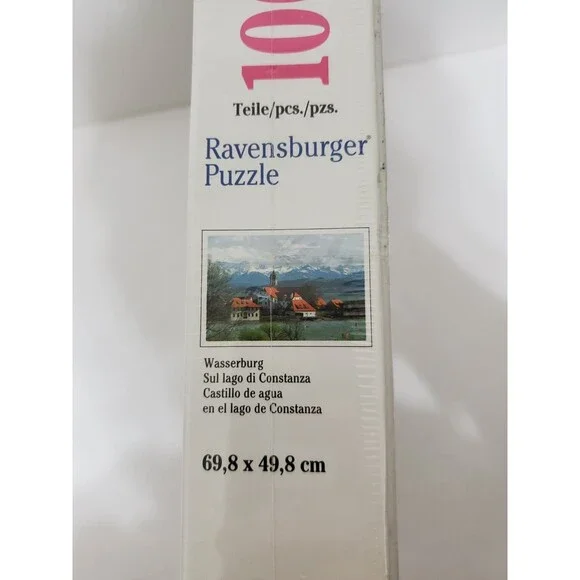 100
Teile/pcs./pzs.
Ravensburger®
Puzzle
Wasserburg
Sul lago di Constanza
Castillo de agua
en el lago de Constanza
69,8 x 49,8 cm